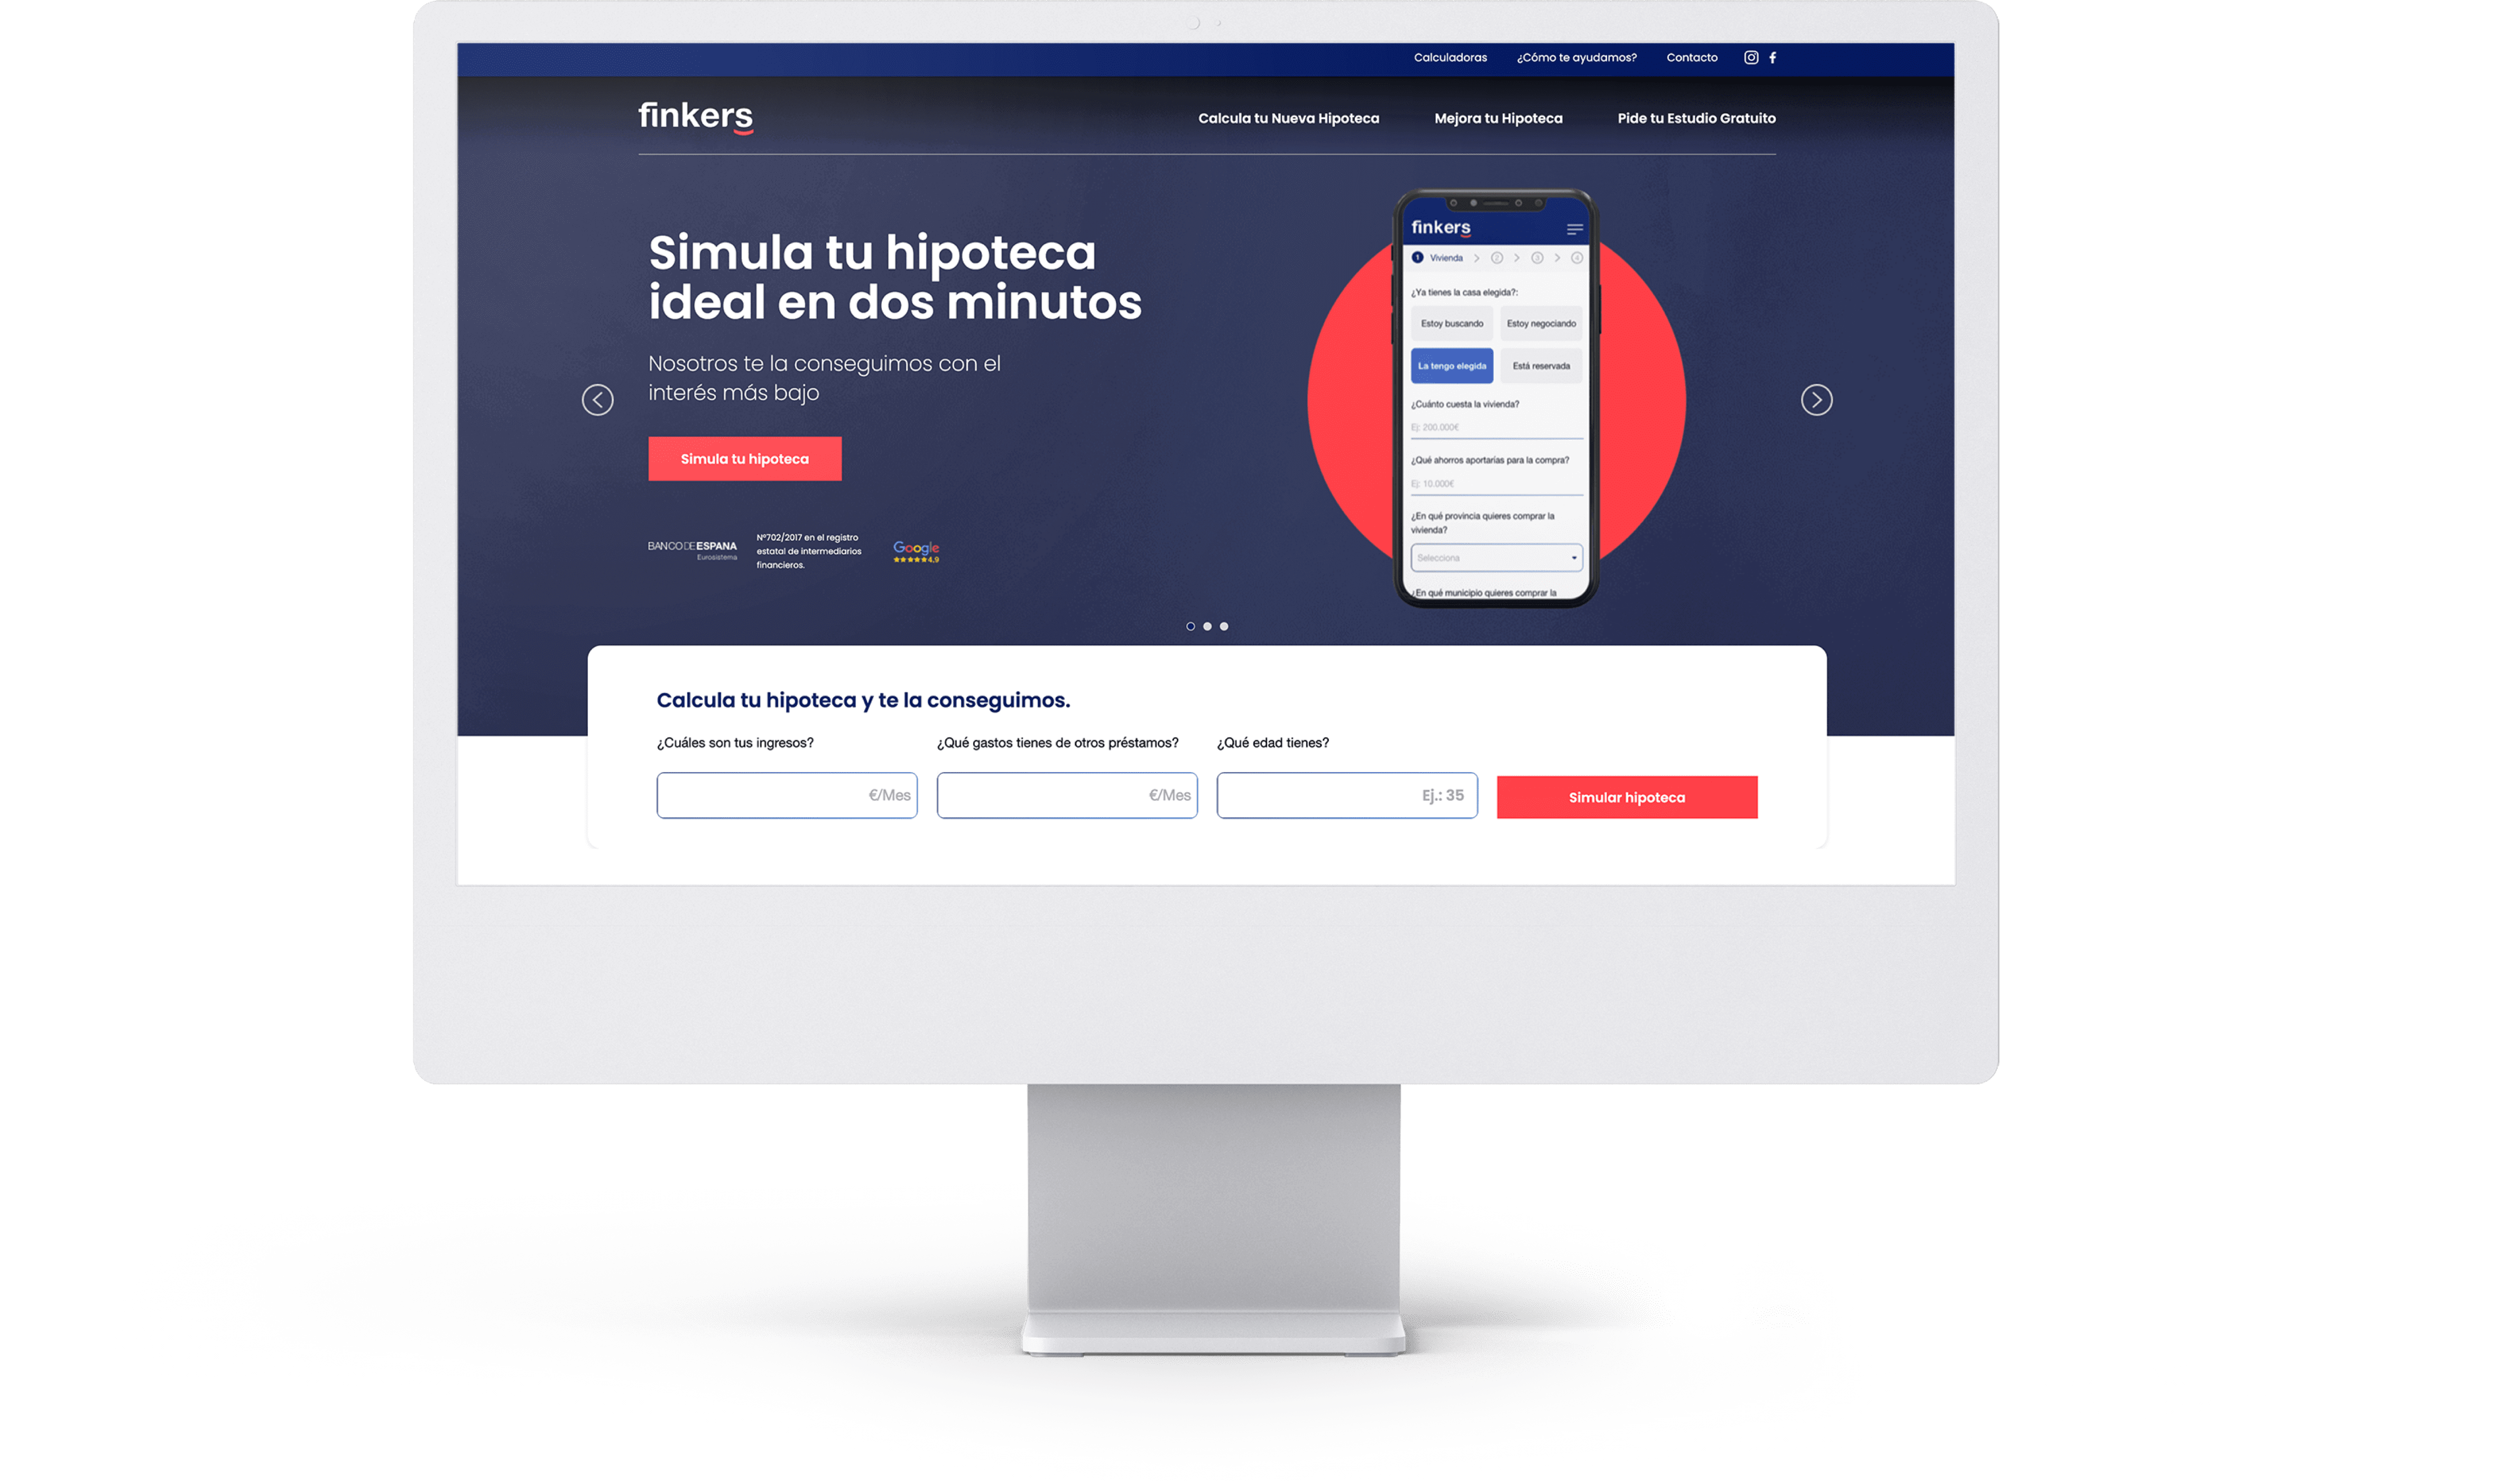 Calculadoras ¿Cómo te ayudamos? Contacto
finkers
Calcula tu Nueva Hipoteca Mejora tu Hipoteca Pide tu Estudio Gratuito
Simula tu hipoteca
ideal en dos minutos
Nosotros te la conseguimos con el
interés más bajo
Simula tu hipoteca
BANCO DE ESPANA
Eurosistema
Nº702/2017 en el registro
estatal de intermediarios
financieros.
Google
4,9
finkers
1 Vivienda 2 3 4
¿Ya tienes la casa elegida?:
Estoy buscando Estoy negociando
La tengo elegida Está reservada
¿Cuánto cuesta la vivienda?
Ej: 200.000€
¿Qué ahorros aportarías para la compra?
Ej: 10.000€
¿En qué provincia quieres comprar la
vivienda?
Selecciona
¿En qué municipio quieres comprar la
Calcula tu hipoteca y te la conseguimos.
¿Cuáles son tus ingresos? ¿Qué gastos tienes de otros préstamos? ¿Qué edad tienes?
€/Mes €/Mes Ej.: 35 Simular hipoteca